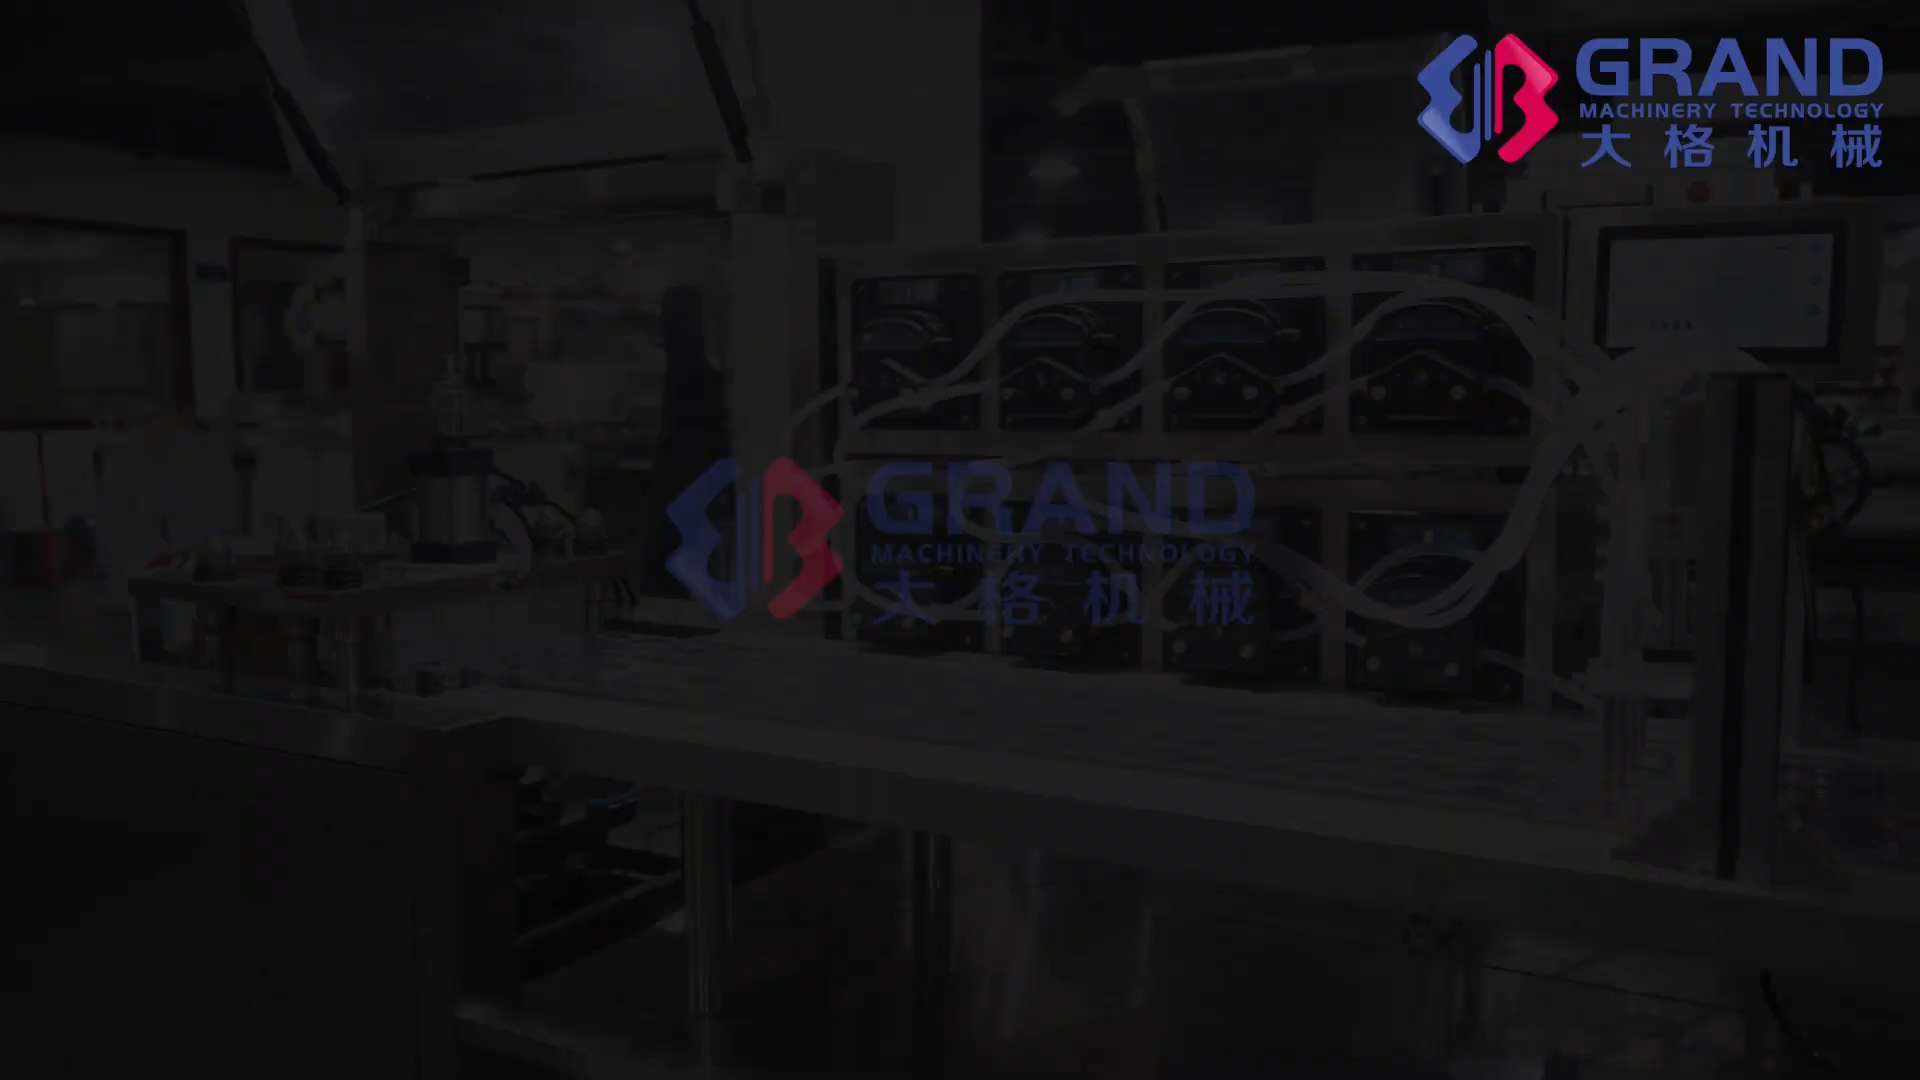 GRAND
MACHINERY TECHNOLOGY
大格机械
GRAND
MACHINERY TECHNOLOGY
大格机械